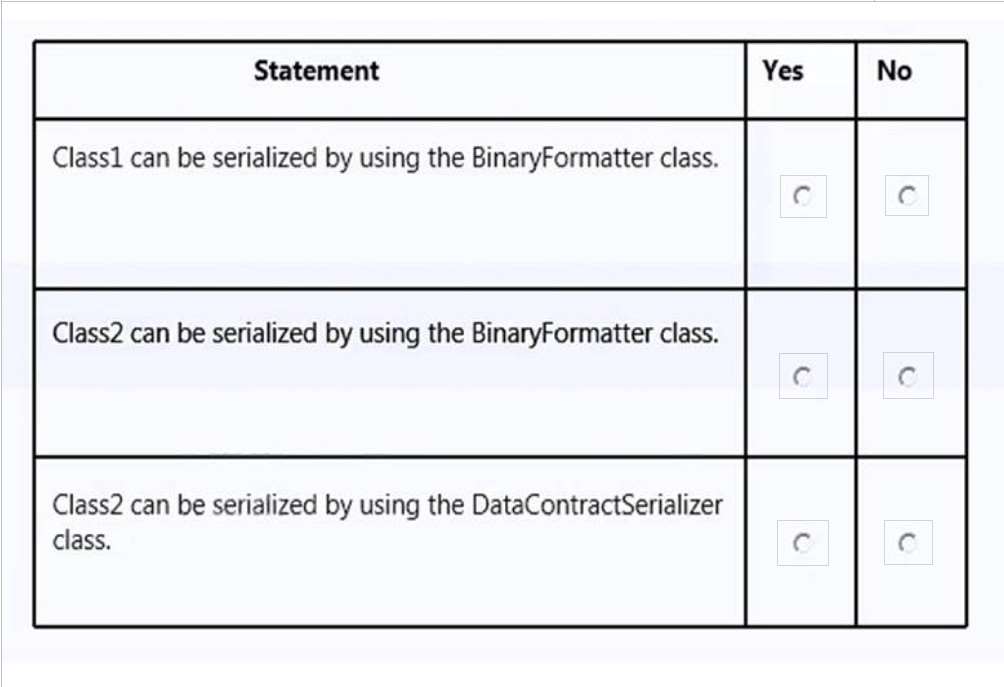 Statement Yes No
Class1 can be serialized by using the BinaryFormatter class.
Class2 can be serialized by using the BinaryFormatter class.
Class2 can be serialized by using the DataContractSerializer
class.